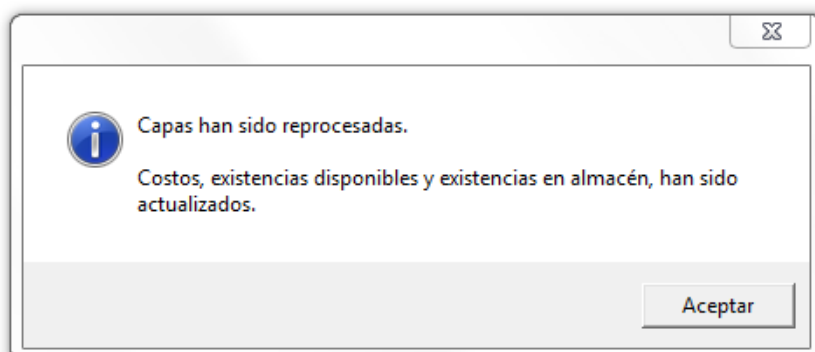 Capas han sido reprocesadas.
Costos, existencias disponibles y existencias en almacén, han sido
actualizados.
Aceptar